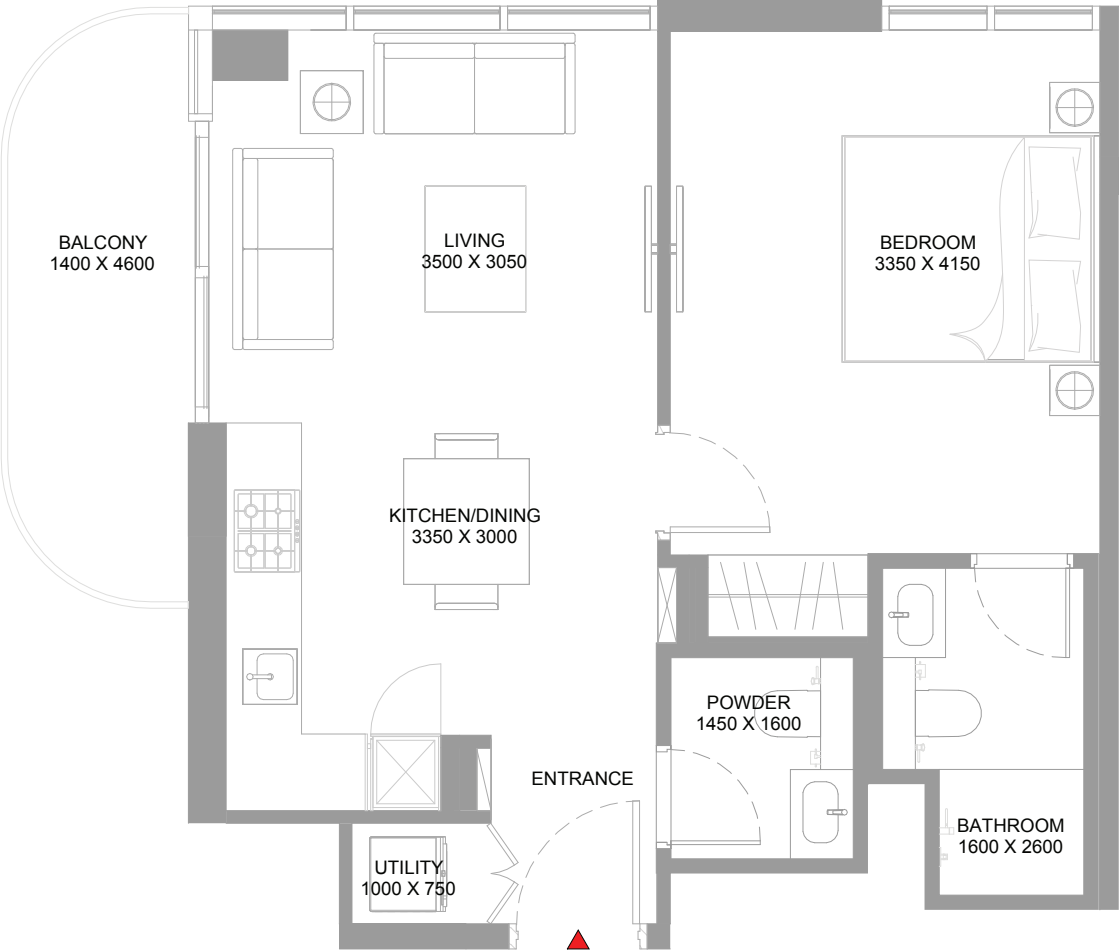 BALCONY
1400 X 4600
LIVING
3500 X 3050
BEDROOM
3350 X 4150
KITCHEN/DINING
3350 X 3000
POWDER
1450 X 1600
ENTRANCE
BATHROOM
1600 X 2600
UTILITY
1000 X 750